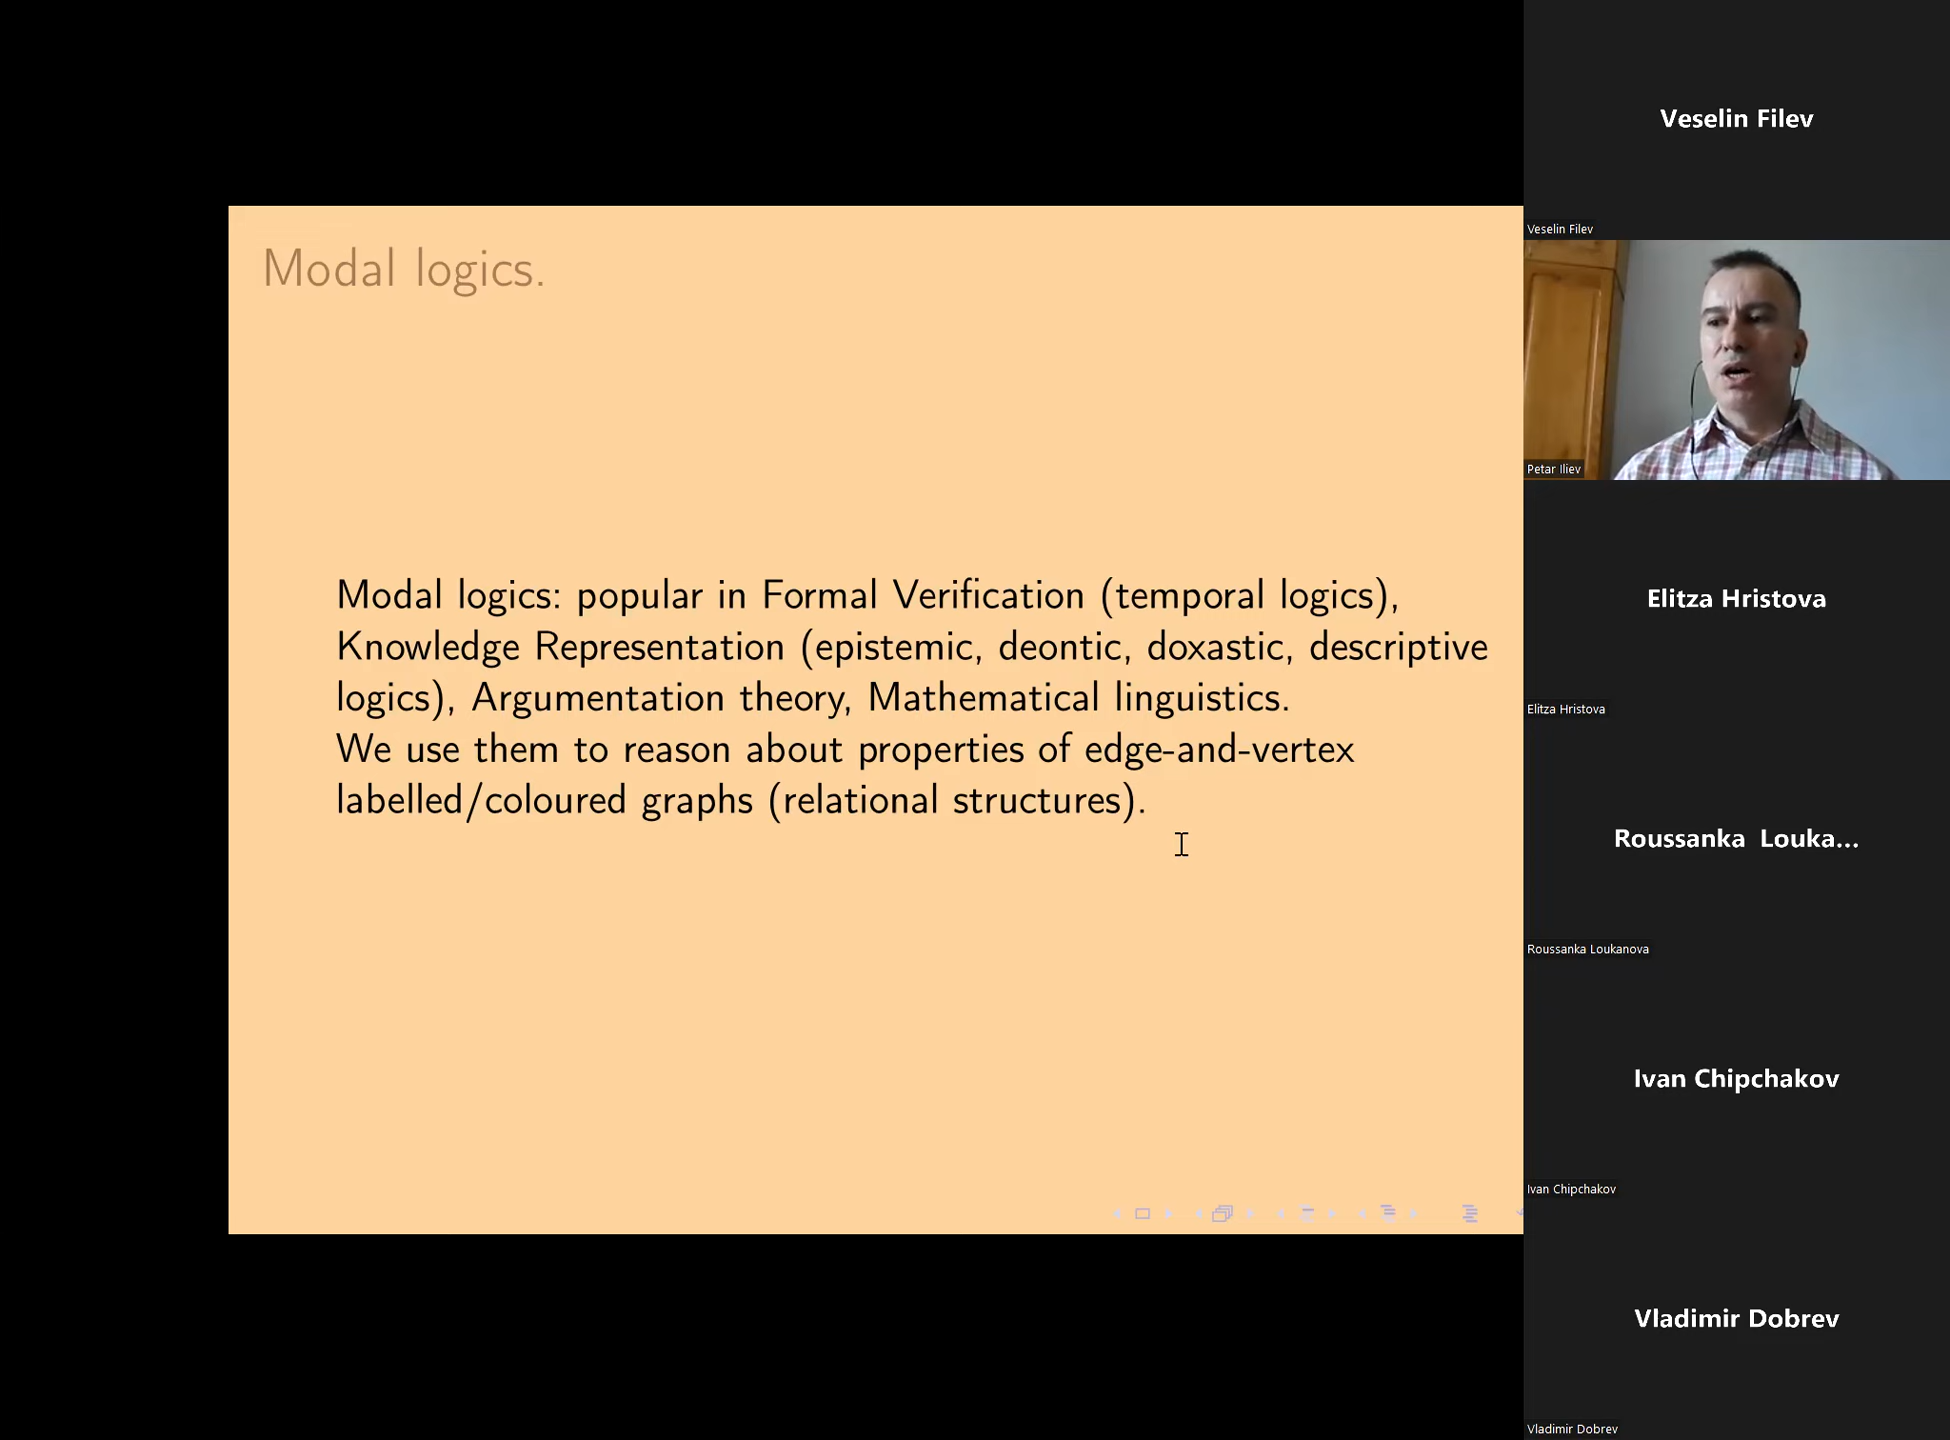 Modal logics.
Modal logics: popular in Formal Verification (temporal logics),
Knowledge Representation (epistemic, deontic, doxastic, descriptive
logics), Argumentation theory, Mathematical linguistics.
We use them to reason about properties of edge-and-vertex
labelled/coloured graphs (relational structures).
Veselin Filev
Veselin Filev
Petar Iliev
Elitza Hristova
Elitza Hristova
Roussanka Louka...
Roussanka Loukanova
Ivan Chipchakov
Ivan Chipchakov
Vladimir Dobrev
Vladimir Dobrev